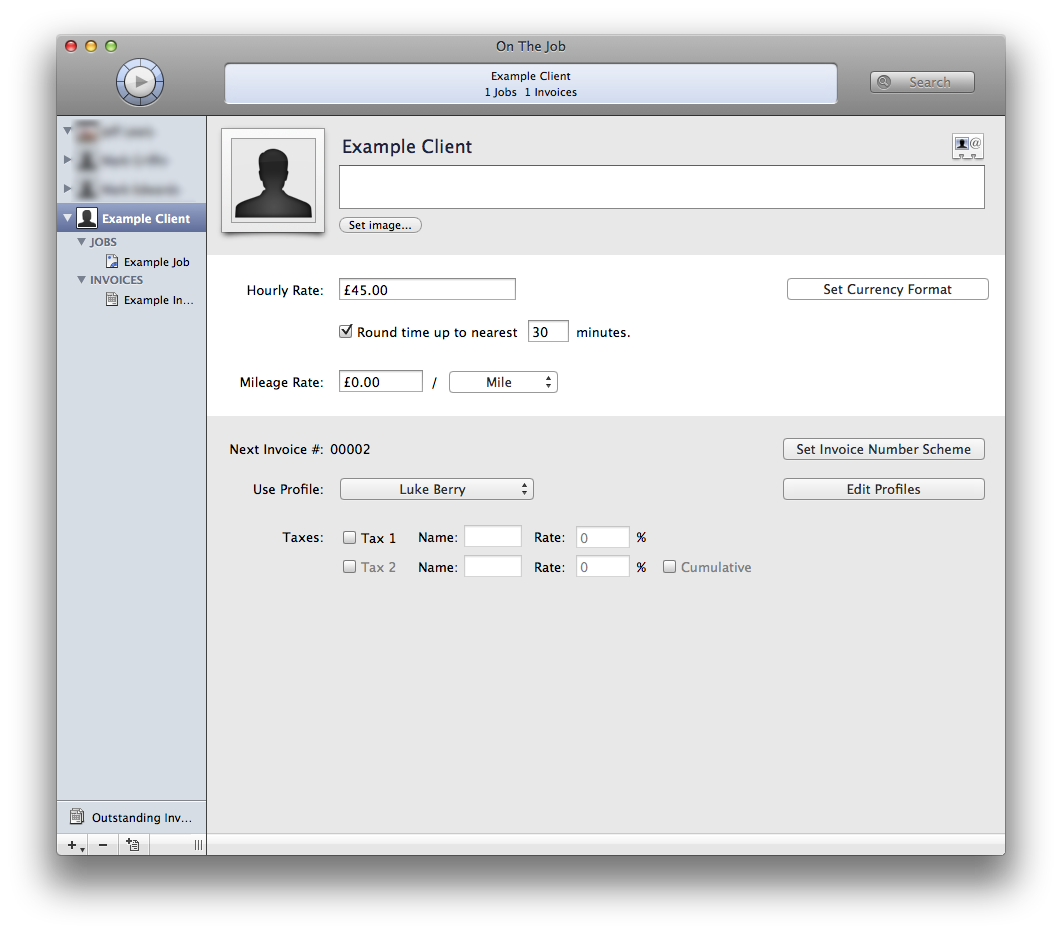 On The Job
Example Client
1 Jobs 1 Invoices
Search
Example Client
JOBS
Example Job
INVOICES
Example In...
Outstanding Inv...
Example Client
@
Set image...
Hourly Rate: £45.00
Set Currency Format
Round time up to nearest 30 minutes.
Mileage Rate: £0.00 / Mile
Next Invoice #: 00002
Set Invoice Number Scheme
Use Profile: Luke Berry
Edit Profiles
Taxes: Tax 1 Name: Rate: 0 %
Tax 2 Name: Rate: 0 % Cumulative